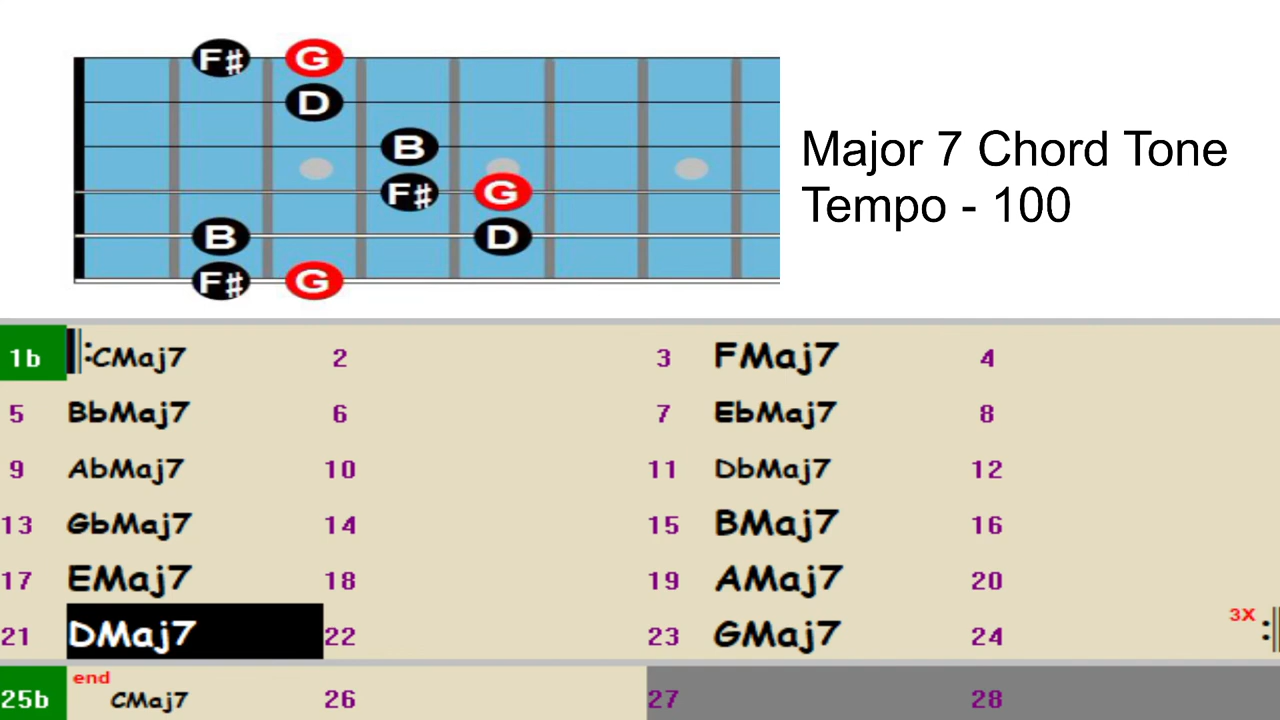 F# G
D
B
F# G
B D
F# G
Major 7 Chord Tone
Tempo - 100
1b CMaj7 2 3 FMaj7 4
5 BbMaj7 6 7 EbMaj7 8
9 AbMaj7 10 11 DbMaj7 12
13 GbMaj7 14 15 BMaj7 16
17 EMaj7 18 19 AMaj7 20
21 DMaj7 22 23 GMaj7 24 3X
end
25b CMaj7 26 27 28